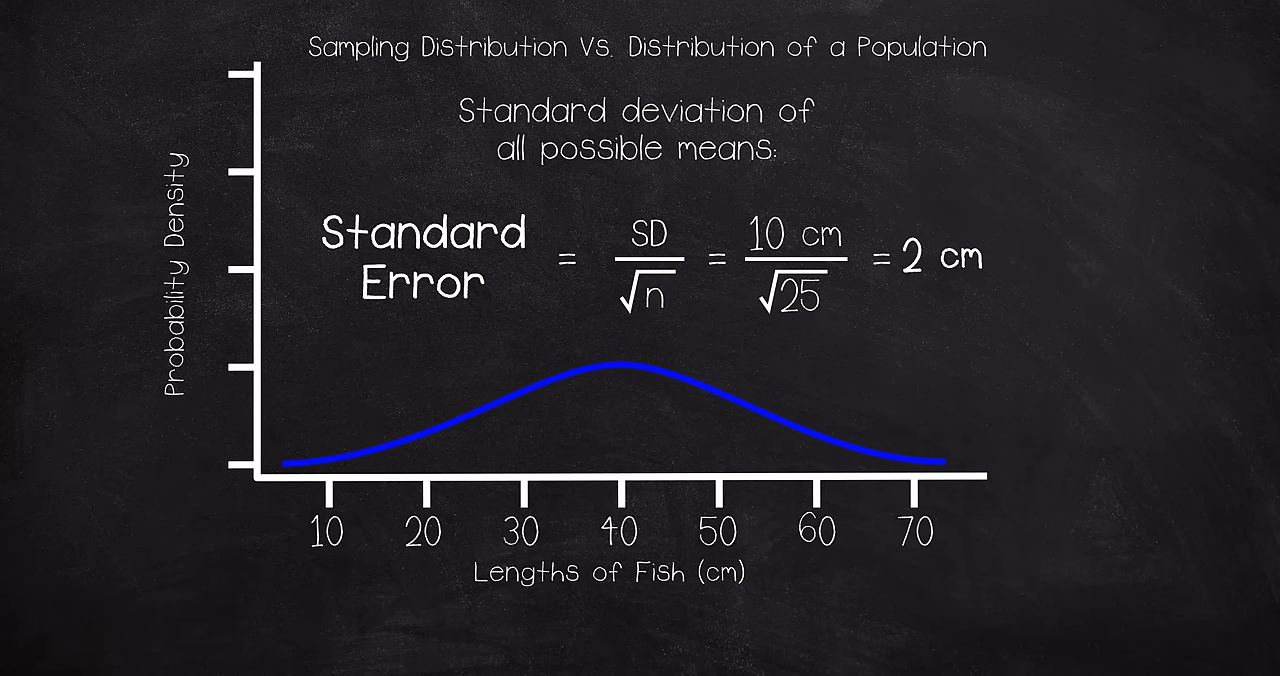 Sampling Distribution Vs. Distribution of a Population
Standard deviation of
all possible means:
Standard Error = SD/√n = 10 cm/√25 = 2 cm
Probability Density
10 20 30 40 50 60 70
Lengths of Fish (cm)